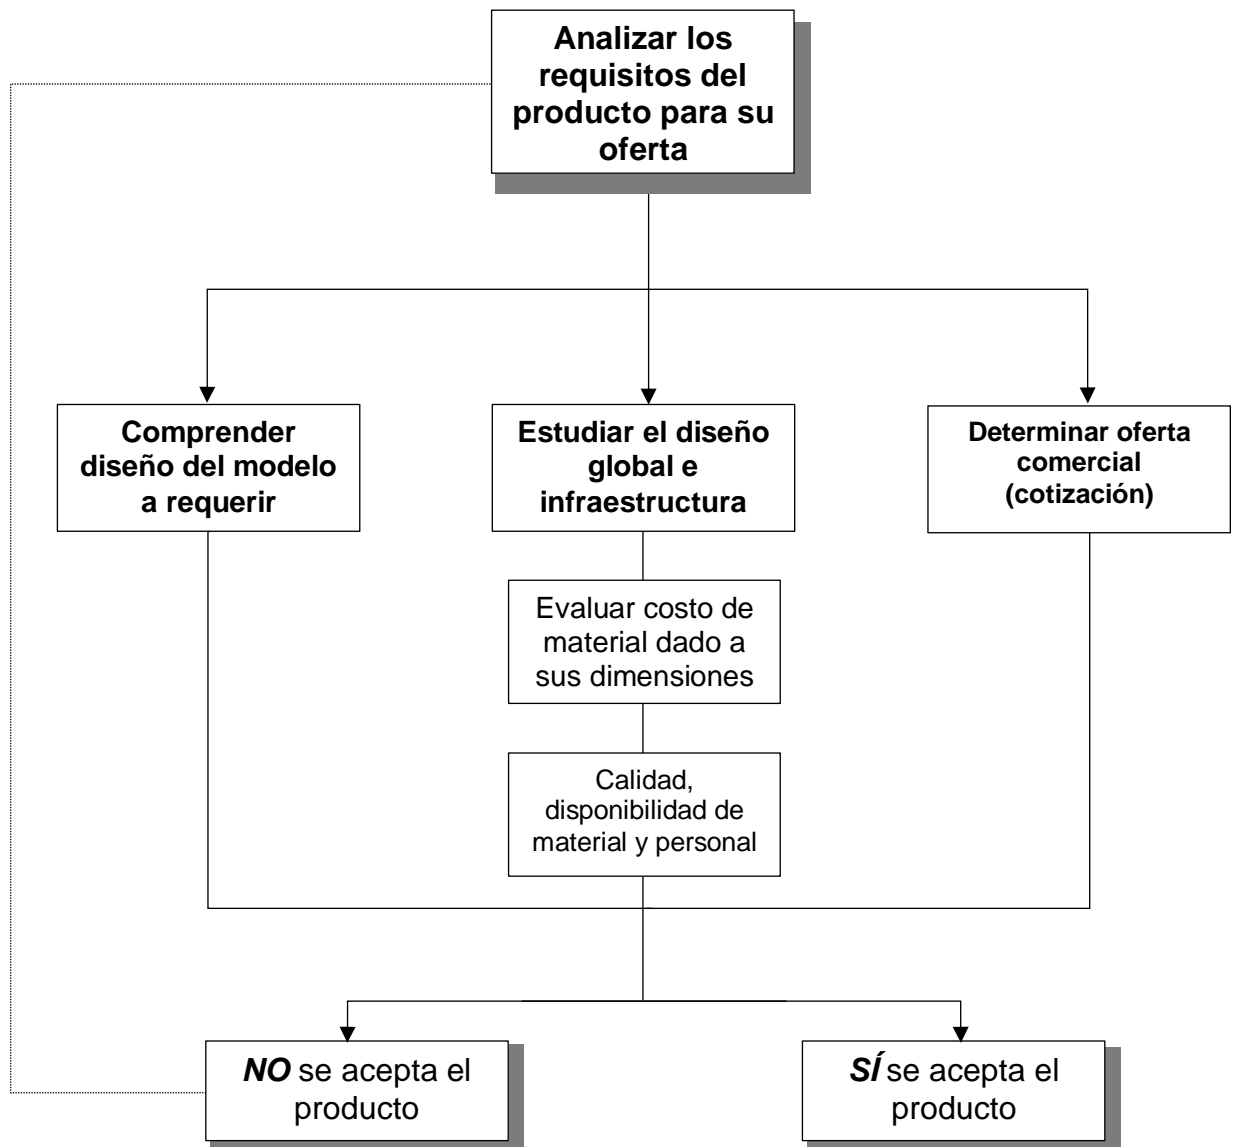 Analizar los
requisitos del
producto para su
oferta
Comprender
diseño del modelo
a requerir
Estudiar el diseño
global e
infraestructura
Determinar oferta
comercial
(cotización)
Evaluar costo de
material dado a
sus dimensiones
Calidad,
disponibilidad de
material y personal
NO se acepta el
producto
SÍ se acepta el
producto